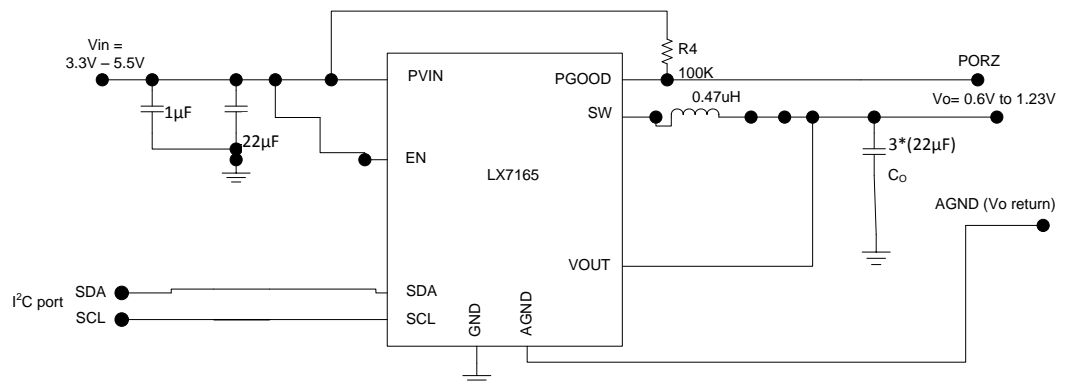 Vin =
3.3V – 5.5V
1µF
22µF
PVIN
EN
LX7165
PGOOD
SW
VOUT
R4
100K
0.47uH
PORZ
Vo= 0.6V to 1.23V
3*(22µF)
CO
AGND (Vo return)
I²C port
SDA
SCL
SDA
SCL
GND
AGND